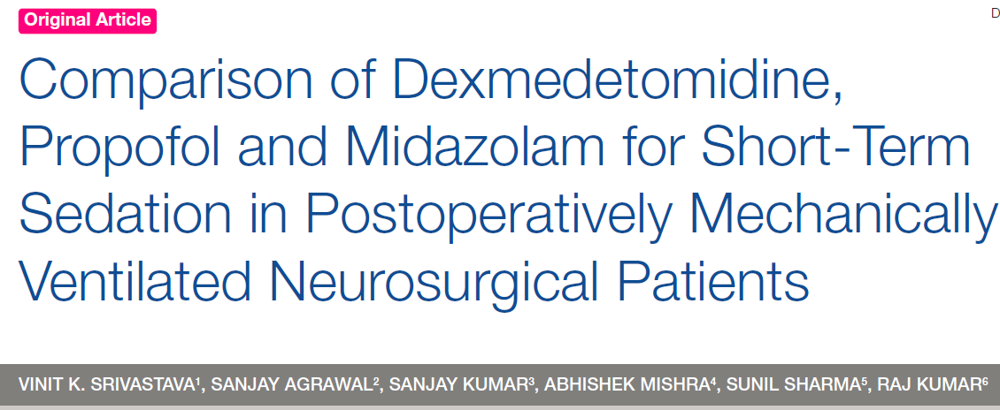 Original Article
D
Comparison of Dexmedetomidine,
Propofol and Midazolam for Short-Term
Sedation in Postoperatively Mechanically
Ventilated Neurosurgical Patients
VINIT K. SRIVASTAVA¹, SANJAY AGRAWAL², SANJAY KUMAR³, ABHISHEK MISHRA⁴, SUNIL SHARMA⁵, RAJ KUMAR⁶